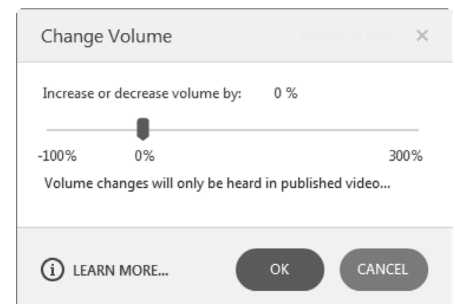 Change Volume
Increase or decrease volume by: 0 %
-100% 0% 300%
Volume changes will only be heard in published video...
LEARN MORE... OK CANCEL